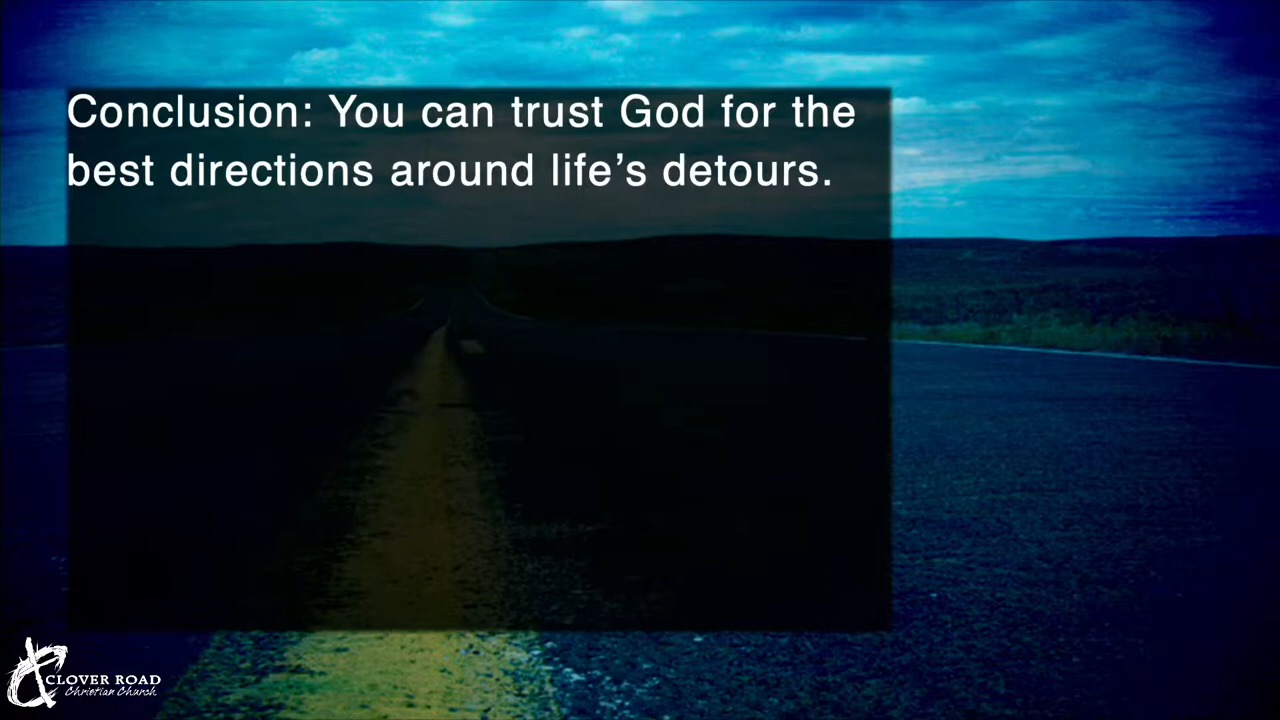 Conclusion: You can trust God for the
best directions around life’s detours.
CLOVER ROAD
Christian Church